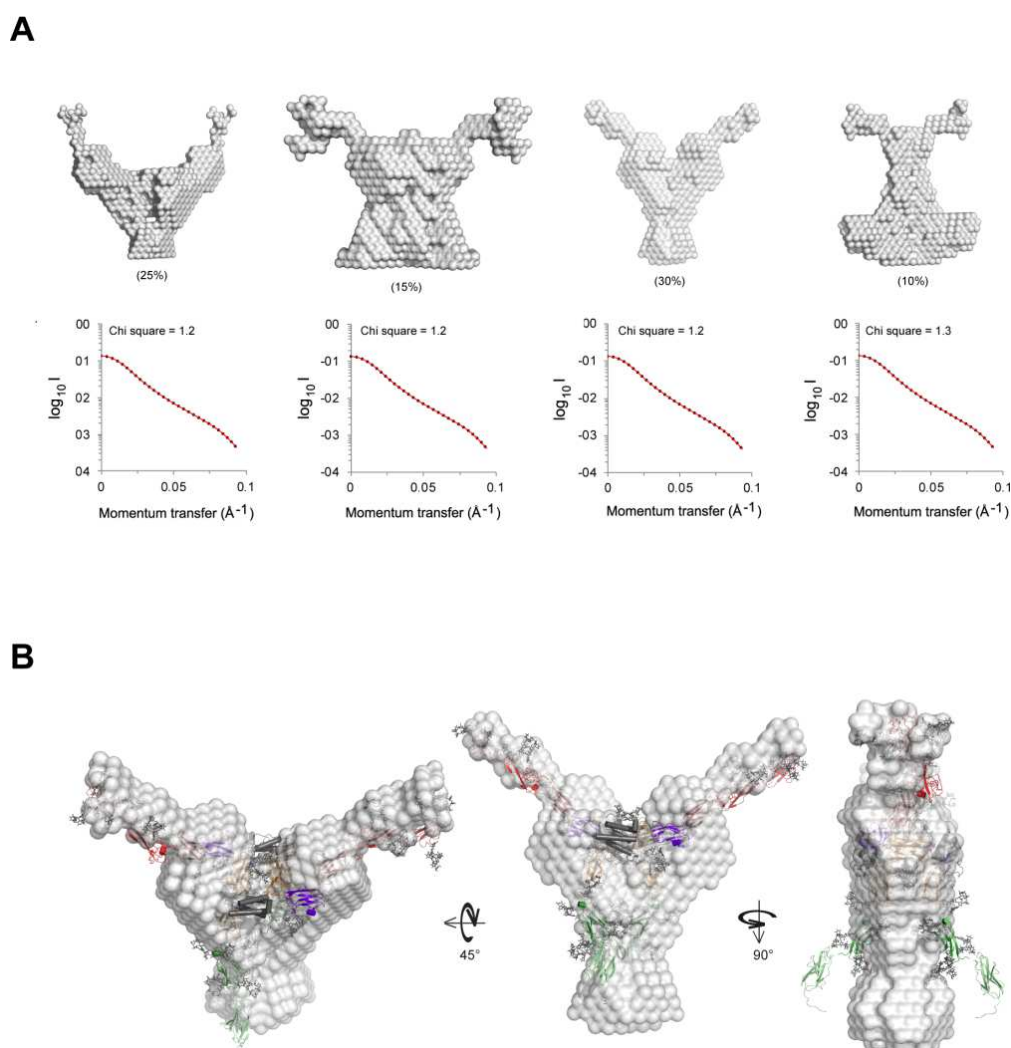 A
(25%)
(15%)
(30%)
(10%)
00
01
02
03
04
log10 I
Chi square = 1.2
0
0.05
0.1
Momentum transfer (Å-1)
00
-01
-02
-03
-04
log10 I
Chi square = 1.2
0
0.05
0.1
Momentum transfer (Å-1)
00
-01
-02
-03
-04
log10 I
Chi square = 1.2
0
0.05
0.1
Momentum transfer (Å-1)
00
-01
-02
-03
-04
log10 I
Chi square = 1.3
0
0.05
0.1
Momentum transfer (Å-1)
B
45°
90°